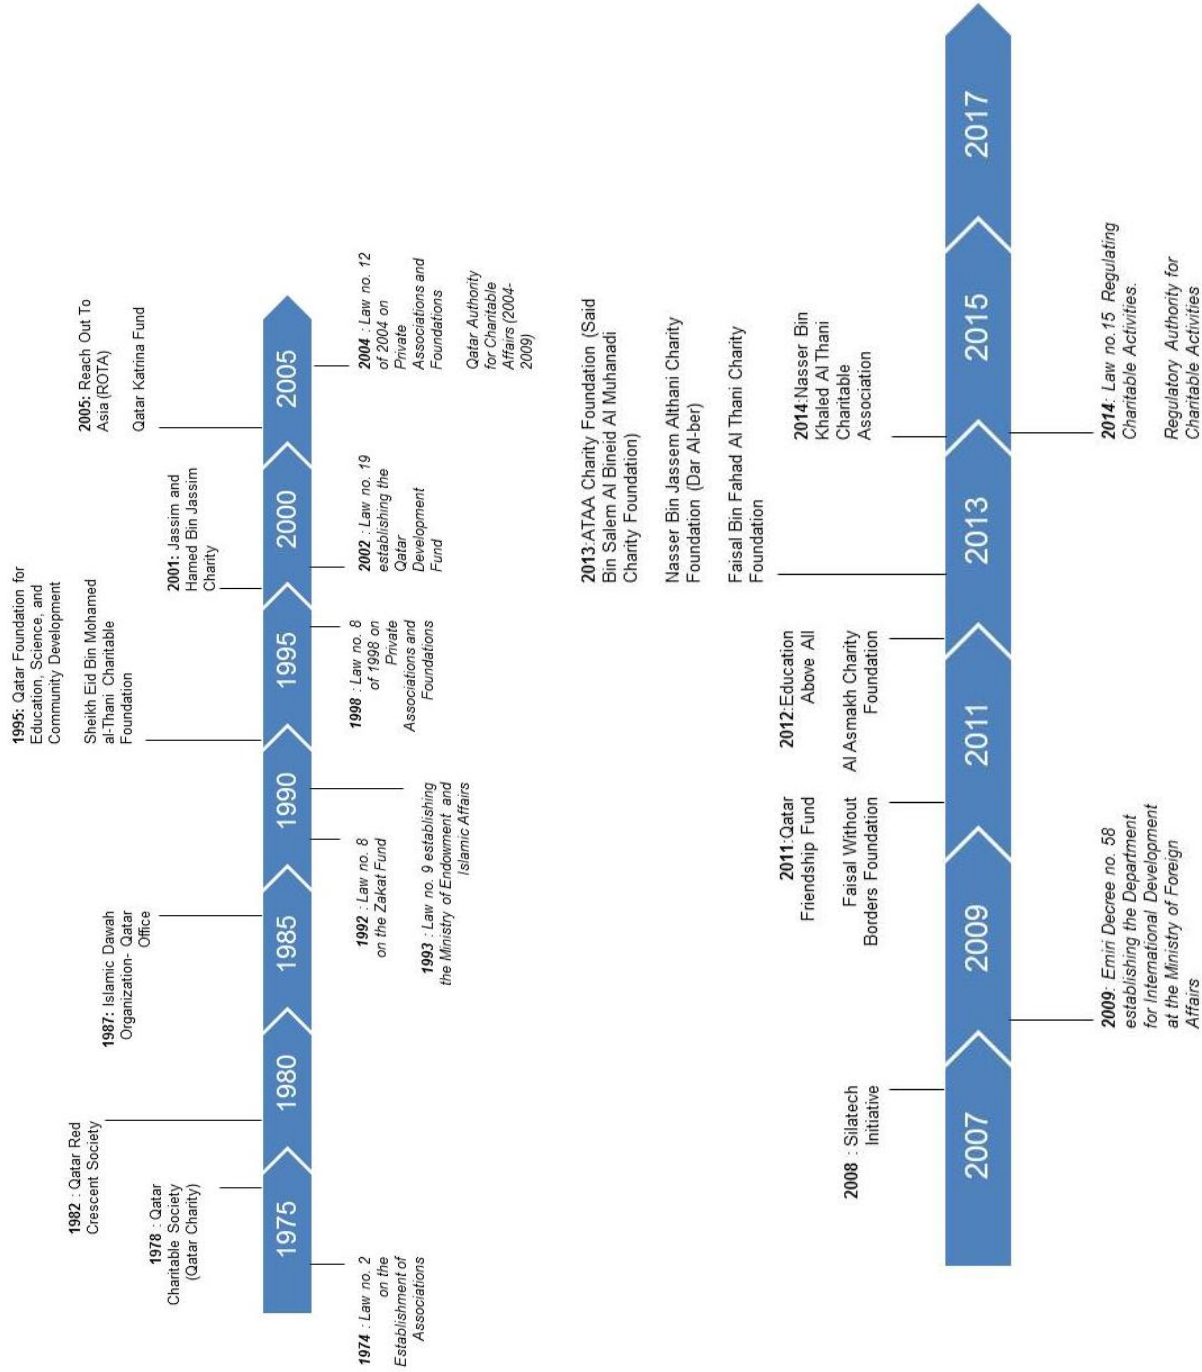 1995: Qatar Foundation for
Education, Science, and
Community Development
Sheikh Eid Bin Mohamed
al-Thani Charitable
Foundation
2005: Reach Out To
Asia (ROTA)
Qatar Katrina Fund
1982 : Qatar Red
Crescent Society
1987: Islamic Dawah
Organization- Qatar
Office
2001: Jassim and
Hamed Bin Jassim
Charity
1978 : Qatar
Charitable Society
(Qatar Charity)
1975
1980
1985
1990
1995
2000
2005
1974 : Law no. 2
on the
Establishment of
Associations
1992 : Law no. 8
on the Zakat Fund
1993 : Law no. 9 establishing
the Ministry of Endowment and
Islamic Affairs
1998 : Law no. 8
of 1998 on
Private
Associations and
Foundations
2002 : Law no. 19
establishing the
Qatar
Development
Fund
2004 : Law no. 12
of 2004 on
Private
Associations and
Foundations
Qatar Authority
for Charitable
Affairs (2004-
2009)
2013:ATAA Charity Foundation (Said
Bin Salem Al Bineid Al Muhanadi
Charity Foundation)
Nasser Bin Jassem Althani Charity
Foundation (Dar Al-ber)
Faisal Bin Fahad Al Thani Charity
Foundation
2008 : Silatech
Initiative
2011:Qatar
Friendship Fund
Faisal Without
Borders Foundation
2012:Education
Above All
Al Asmakh Charity
Foundation
2014:Nasser Bin
Khaled Al Thani
Charitable
Association
2007
2009
2011
2013
2015
2017
2009: Emiri Decree no. 58
establishing the Department
for International Development
at the Ministry of Foreign
Affairs
2014: Law no.15 Regulating
Charitable Activities.
Regulatory Authority for
Charitable Activities